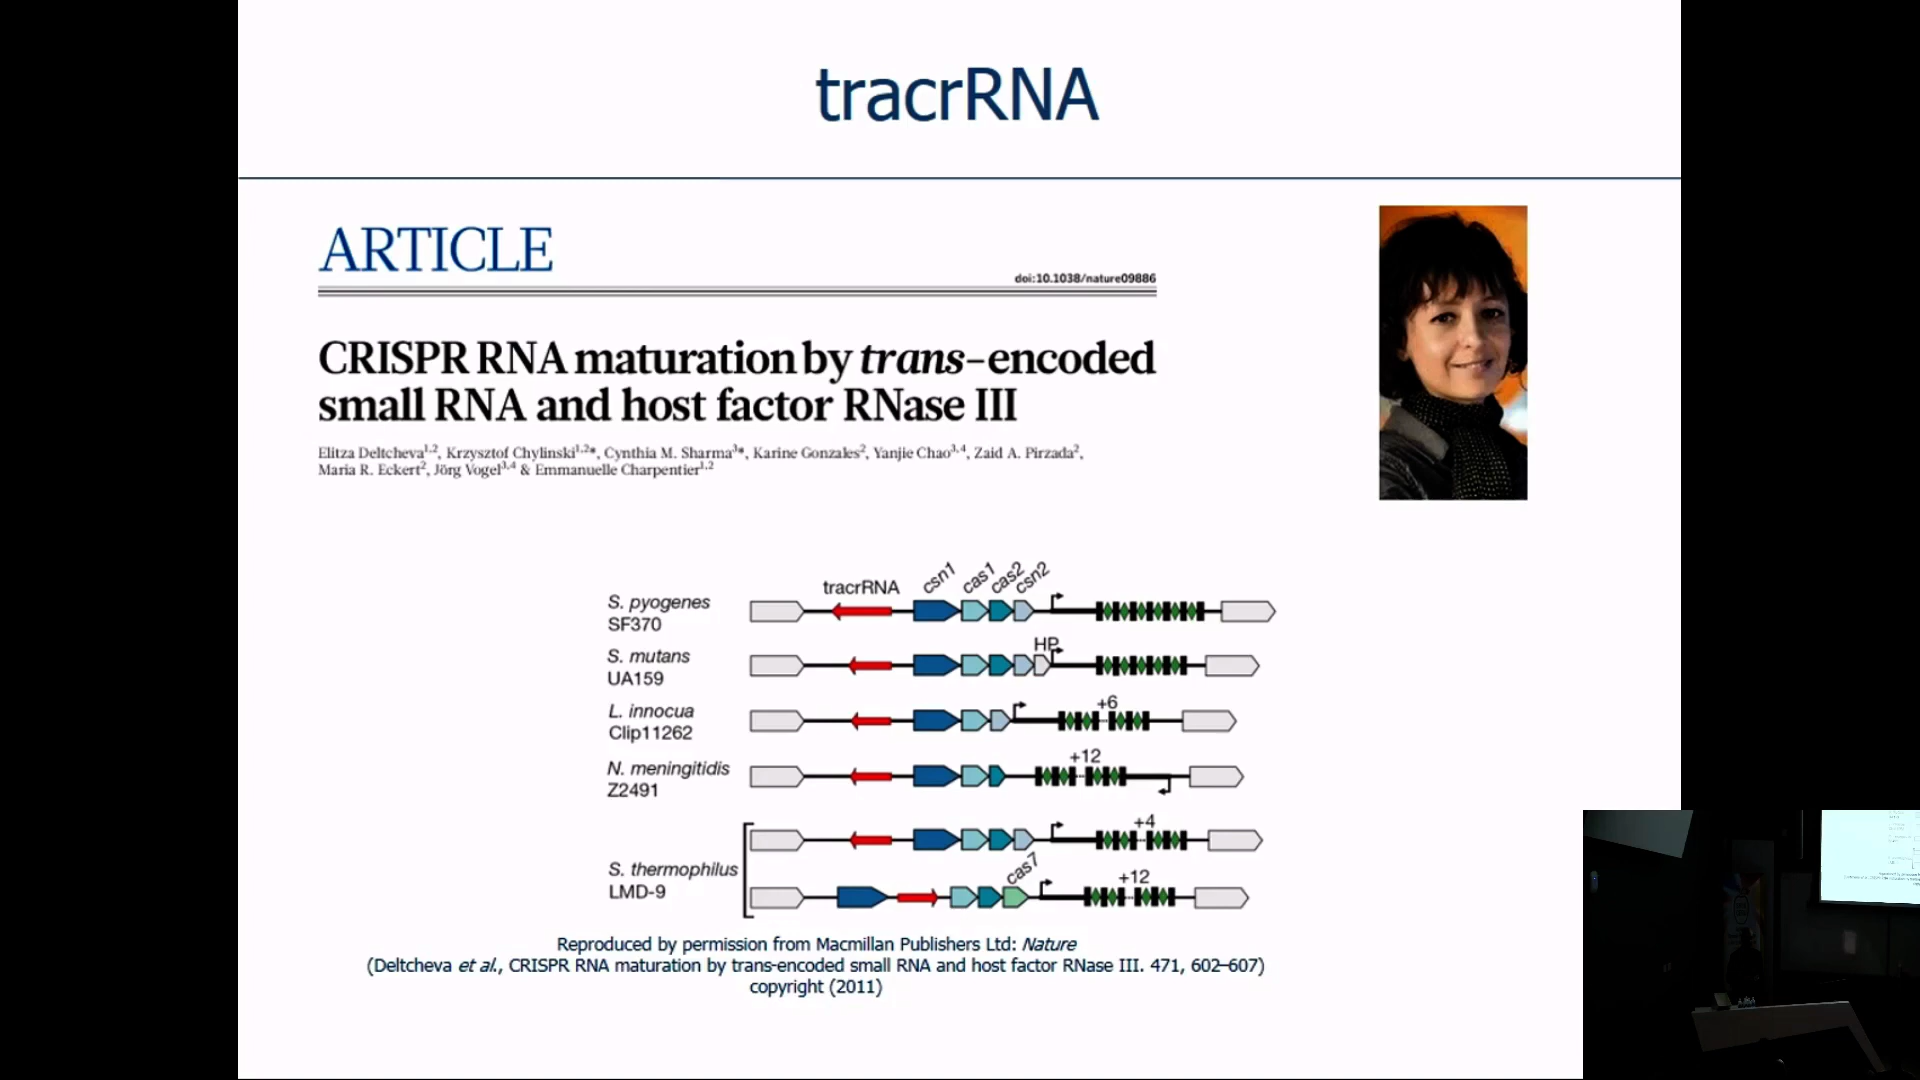 tracrRNA
ARTICLE
doi:10.1038/nature09886
CRISPR RNA maturation by trans-encoded
small RNA and host factor RNase III
Elitza Deltcheva1,2, Krzysztof Chylinski1,2*, Cynthia M. Sharma3*, Karine Gonzales2, Yanjie Chao3,4, Zaid A. Pirzada2,
Maria R. Eckert2, Jörg Vogel3,4 & Emmanuelle Charpentier1,2
tracrRNA csn1 cas1 cas2 csn2
S. pyogenes
SF370
HP
S. mutans
UA159
+6
L. innocua
Clip11262
+12
N. meningitidis
Z2491
+4
S. thermophilus
LMD-9
cas7
+12
Reproduced by permission from Macmillan Publishers Ltd: Nature
(Deltcheva et al., CRISPR RNA maturation by trans-encoded small RNA and host factor RNase III. 471, 602–607)
copyright (2011)